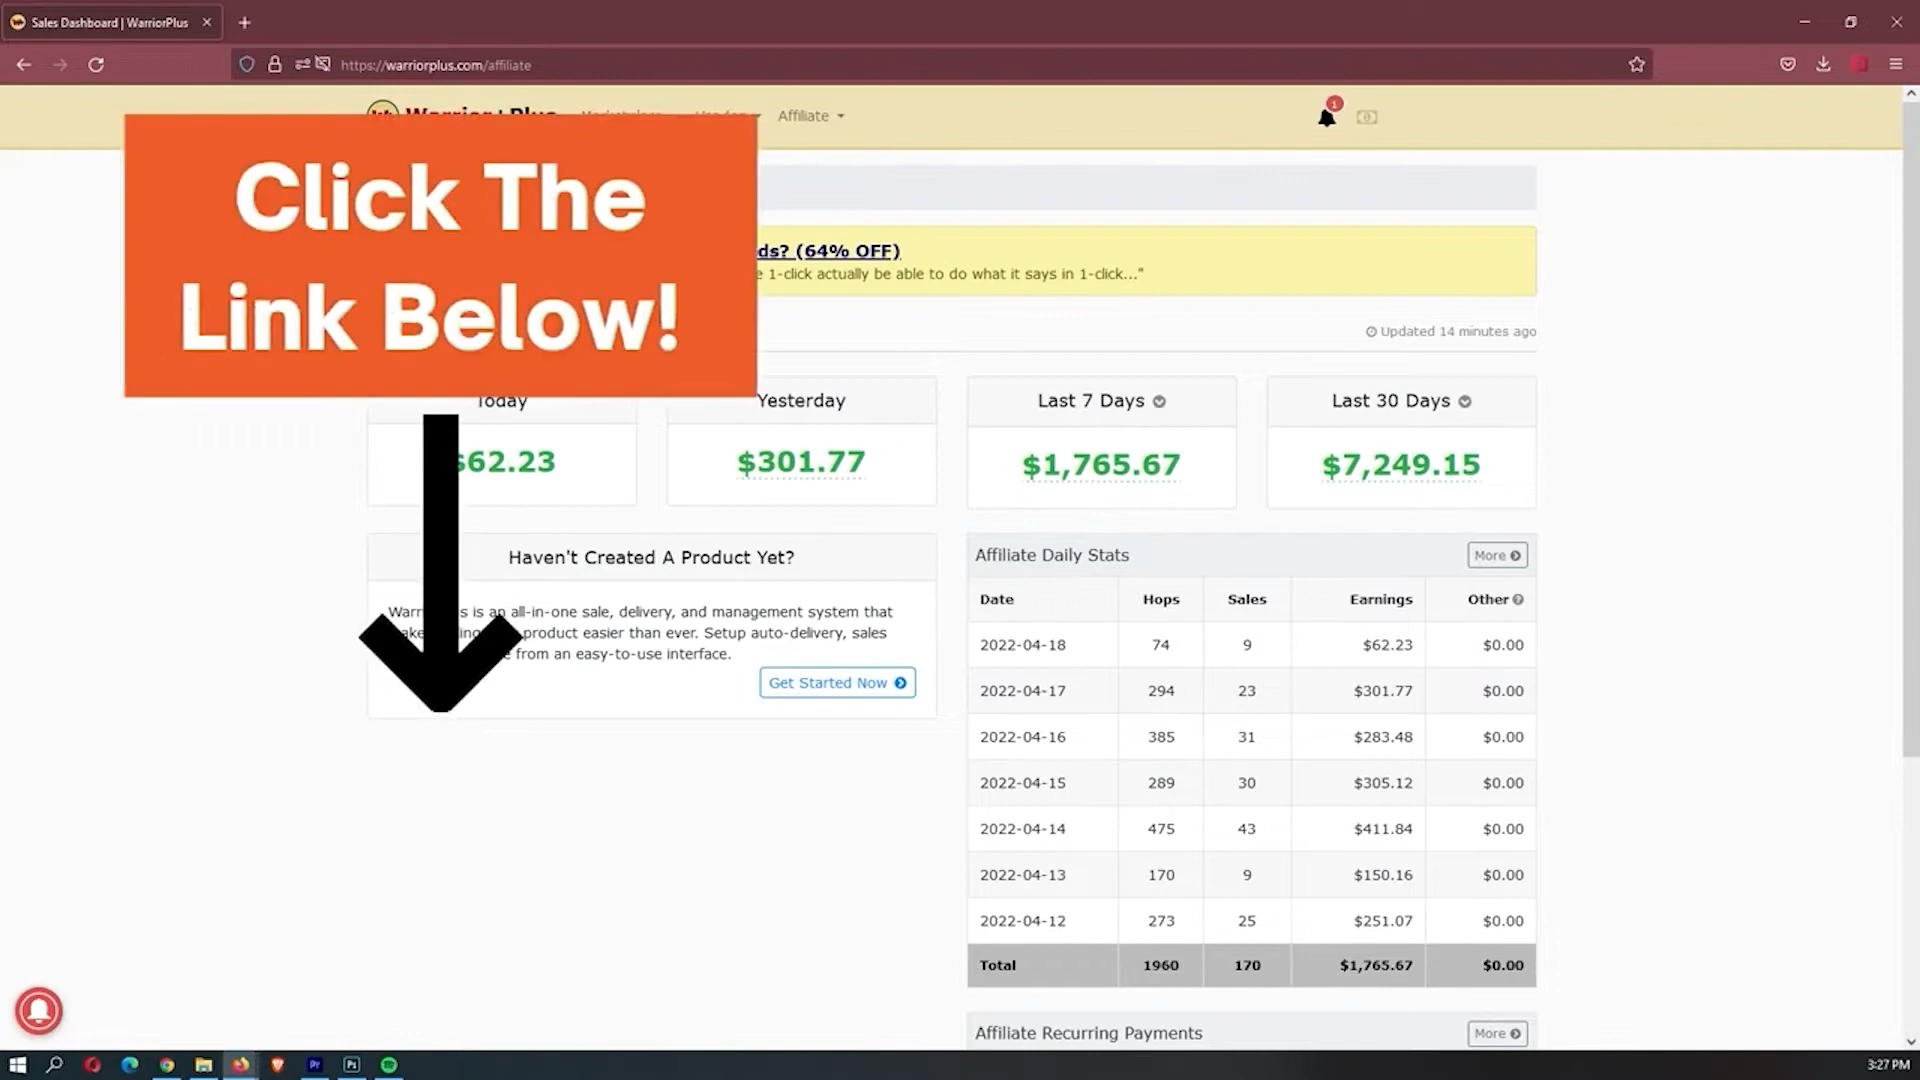 Sales Dashboard | WarriorPlus
https://warriorplus.com/affiliate
Affiliate
1
Click The
Link Below!
ds? (64% OFF)
e 1-click actually be able to do what it says in 1-click..."
Updated 14 minutes ago
Today
Yesterday
Last 7 Days
Last 30 Days
$62.23
$301.77
$1,765.67
$7,249.15
Haven't Created A Product Yet?
is an all-in-one sale, delivery, and management system that
product easier than ever. Setup auto-delivery, sales
from an easy-to-use interface.
Get Started Now
Affiliate Daily Stats
More
Date Hops Sales Earnings Other
2022-04-18 74 9 $62.23 $0.00
2022-04-17 294 23 $301.77 $0.00
2022-04-16 385 31 $283.48 $0.00
2022-04-15 289 30 $305.12 $0.00
2022-04-14 475 43 $411.84 $0.00
2022-04-13 170 9 $150.16 $0.00
2022-04-12 273 25 $251.07 $0.00
Total 1960 170 $1,765.67 $0.00
Affiliate Recurring Payments
More
3:27 PM